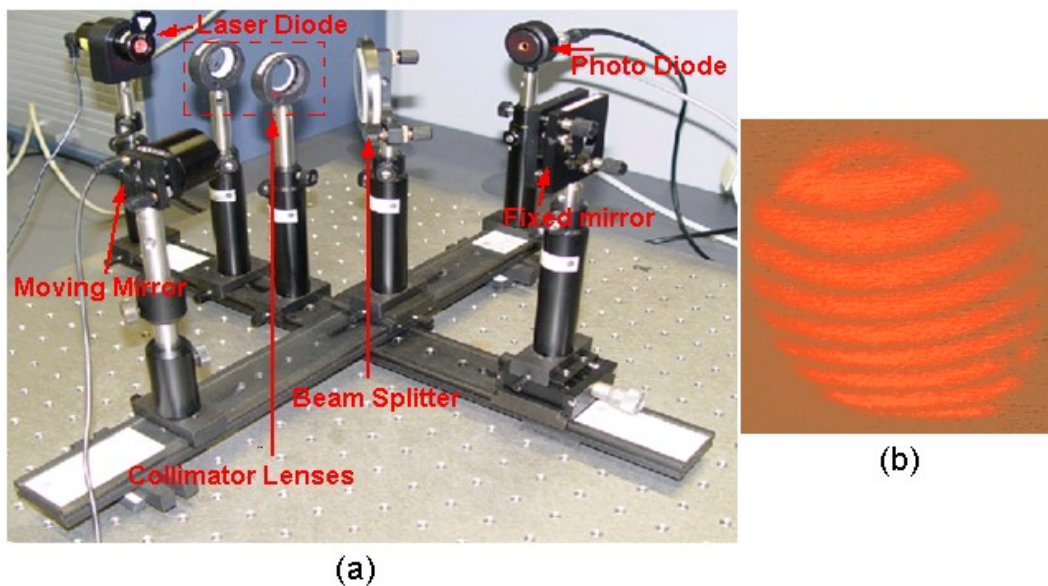 Laser Diode
Photo Diode
Fixed mirror
Moving Mirror
Beam Splitter
Collimator Lenses
(a)
(b)